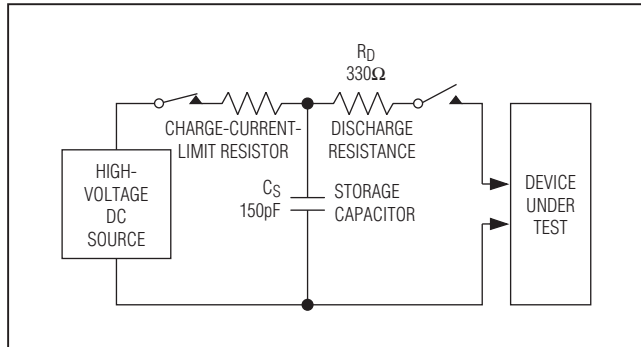 R_D
330Ω
CHARGE-CURRENT-
LIMIT RESISTOR
DISCHARGE
RESISTANCE
HIGH-
VOLTAGE
DC
SOURCE
C_S
150pF
STORAGE
CAPACITOR
DEVICE
UNDER
TEST